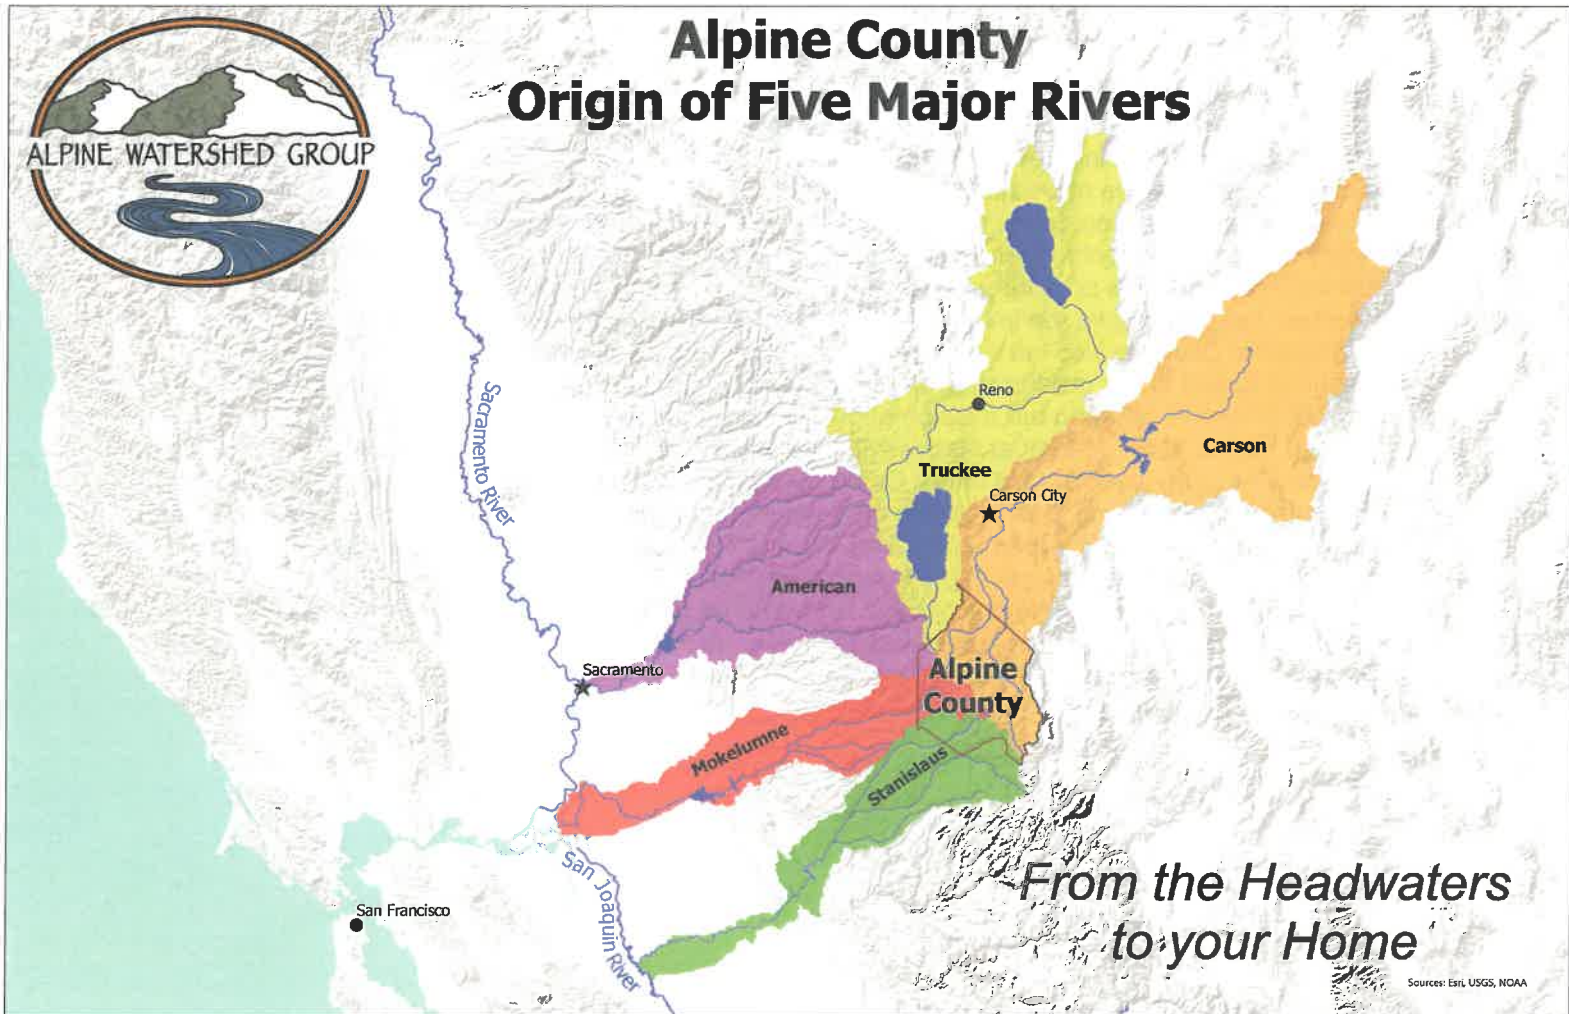 Alpine County
Origin of Five Major Rivers
ALPINE WATERSHED GROUP
Sacramento River
Reno
Truckee
Carson
Carson City
American
Sacramento
Alpine
County
Mokelumne
Stanislaus
San Joaquin River
San Francisco
From the Headwaters
to your Home
Sources: Esri, USGS, NOAA